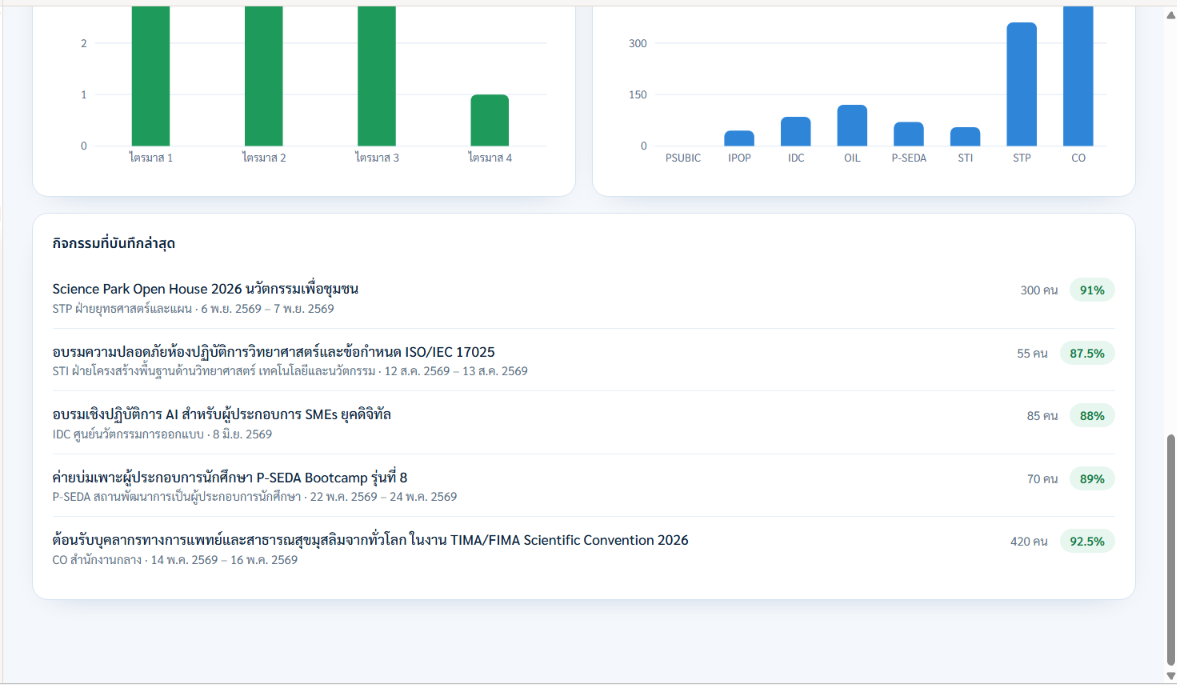 2
1
0
ไตรมาส 1
ไตรมาส 2
ไตรมาส 3
ไตรมาส 4
300
150
0
PSUBIC
IPOP
IDC
OIL
P-SEDA
STI
STP
CO
กิจกรรมที่บันทึกล่าสุด
Science Park Open House 2026 นวัตกรรมเพื่อชุมชน
300 คน 91%
STP ฝ่ายยุทธศาสตร์และแผน · 6 พ.ย. 2569 – 7 พ.ย. 2569
อบรมความปลอดภัยห้องปฏิบัติการวิทยาศาสตร์และข้อกำหนด ISO/IEC 17025
55 คน 87.5%
STI ฝ่ายโครงสร้างพื้นฐานด้านวิทยาศาสตร์ เทคโนโลยีและนวัตกรรม · 12 ส.ค. 2569 – 13 ส.ค. 2569
อบรมเชิงปฏิบัติการ AI สำหรับผู้ประกอบการ SMEs ยุคดิจิทัล
85 คน 88%
IDC ศูนย์นวัตกรรมการออกแบบ · 8 มิ.ย. 2569
ค่ายบ่มเพาะผู้ประกอบการนักศึกษา P-SEDA Bootcamp รุ่นที่ 8
70 คน 89%
P-SEDA สถานพัฒนาการเป็นผู้ประกอบการนักศึกษา · 22 พ.ค. 2569 – 24 พ.ค. 2569
ต้อนรับบุคลากรทางการแพทย์และสาธารณสุขมุสลิมจากทั่วโลก ในงาน TIMA/FIMA Scientific Convention 2026
420 คน 92.5%
CO สำนักงานกลาง · 14 พ.ค. 2569 – 16 พ.ค. 2569